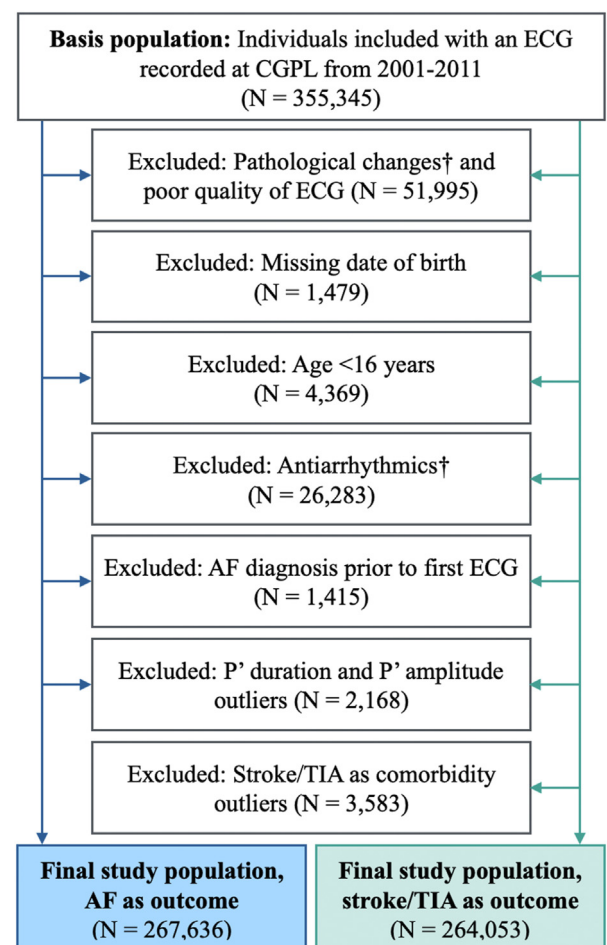 Basis population: Individuals included with an ECG
recorded at CGPL from 2001-2011
(N = 355,345)
Excluded: Pathological changes† and
poor quality of ECG (N = 51,995)
Excluded: Missing date of birth
(N = 1,479)
Excluded: Age <16 years
(N = 4,369)
Excluded: Antiarrhythmics†
(N = 26,283)
Excluded: AF diagnosis prior to first ECG
(N = 1,415)
Excluded: P’ duration and P’ amplitude
outliers (N = 2,168)
Excluded: Stroke/TIA as comorbidity
outliers (N = 3,583)
Final study population,
AF as outcome
(N = 267,636)
Final study population,
stroke/TIA as outcome
(N = 264,053)